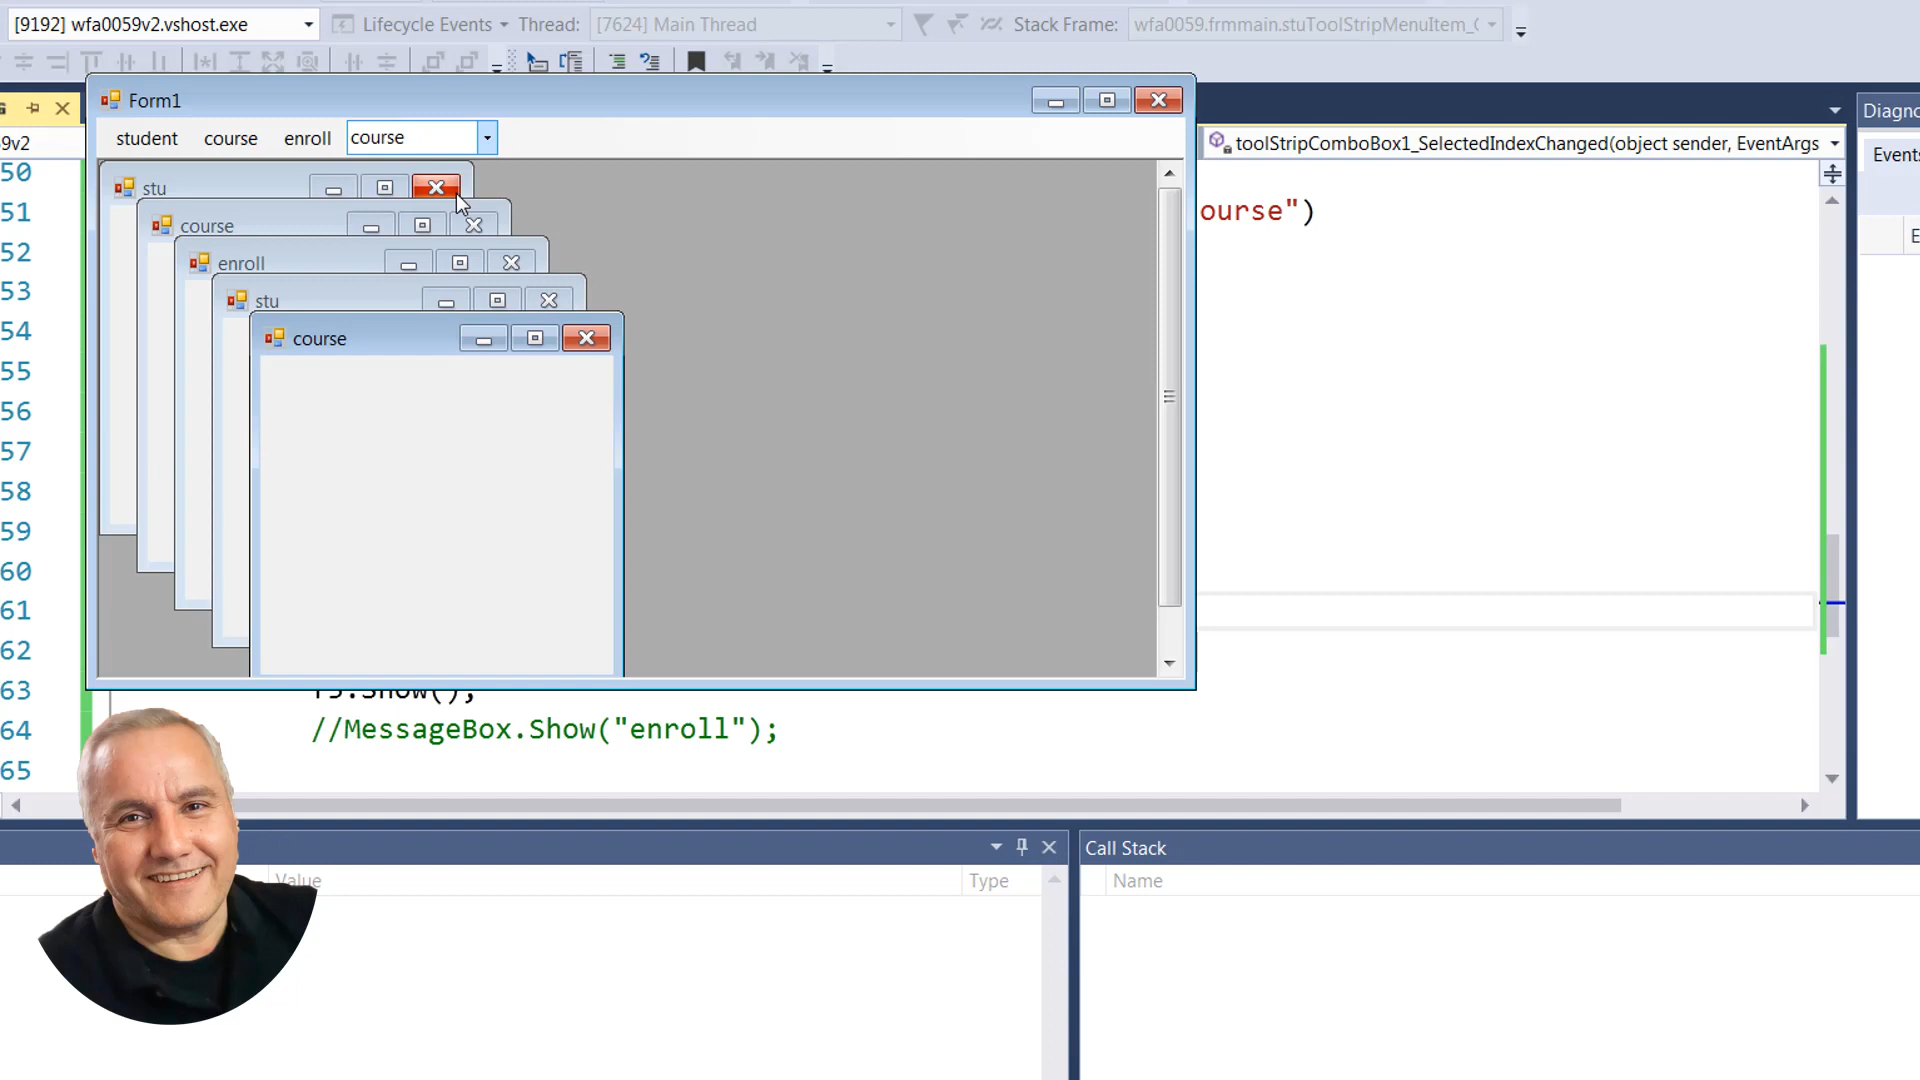 [9192] wfa0059v2.vshost.exe Lifecycle Events Thread: [7624] Main Thread Stack Frame: wfa0059.frmmain.stuToolStripMenuItem_C
Form1
Diagno
student course enroll course
9v2 toolStripComboBox1_SelectedIndexChanged(object sender, EventArgs
Events
stu
course
enroll
stu
course
E
50
51 ourse")
52
53
54
55
56
57
58
59
60
61
62
63 .Show();
64 //MessageBox.Show("enroll");
65
Call Stack
Value Type Name